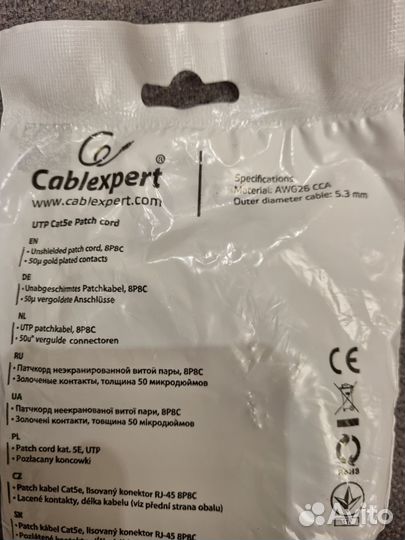 Cablexpert®
www.cablexpert.com
Specifications
Material: AWG26 CCA
Outer diameter cable: 5.3 mm
UTP Cat5e Patch cord
EN
• Unshielded patch cord, 8P8C
• 50μ gold plated contacts
DE
• Unabgeschirmtes Patchkabel, 8P8C
• 50μ vergoldete Anschlüsse
NL
• UTP patchkabel, 8P8C
• 50u" vergulde connectoren
RU
• Патчкорд неэкранированной витой пары, 8P8C
• Золоченые контакты, толщина 50 микродюймов
UA
• Патчкорд неекранованої витої пари, 8P8C
• Золочені контакти, товщина 50 мікродюймів
PL
• Patch cord kat. 5E, UTP
• Pozłacany koncowki
CZ
• Patch kabel Cat5e, lisovaný konektor RJ-45 8P8C
• Lacené kontakty, délka kabelu (viz přední strana obalu)
SK
• Patch kábel Cat5e, lisovaný konektor RJ-45 8P8C
CE
RoHS
Avito